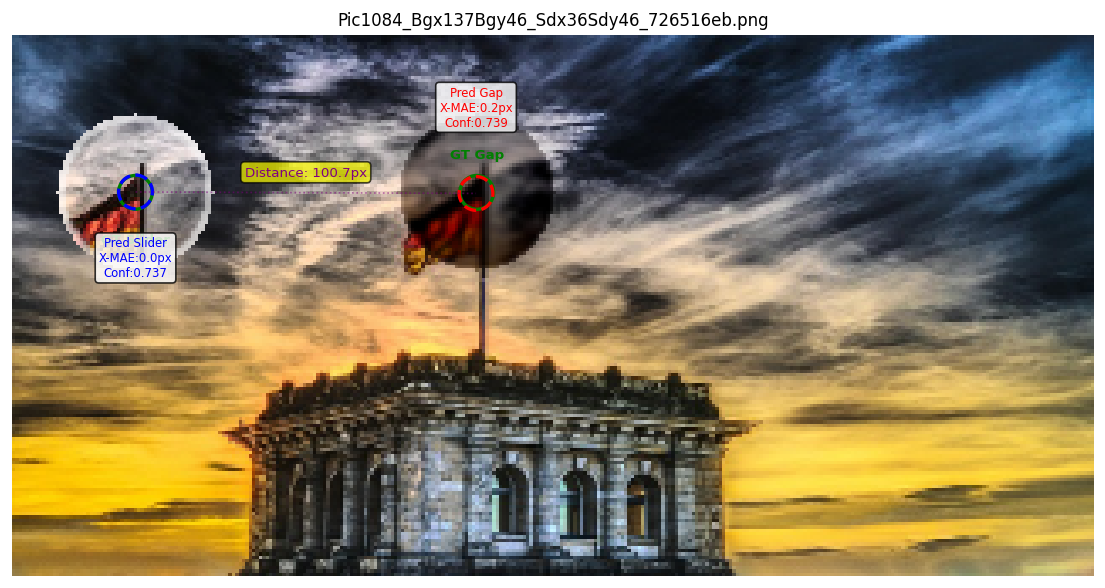 Pic1084_Bgx137Bgy46_Sdx36Sdy46_726516eb.png
Pred Gap
X-MAE:0.2px
Conf:0.739
GT Gap
Distance: 100.7px
Pred Slider
X-MAE:0.0px
Conf:0.737